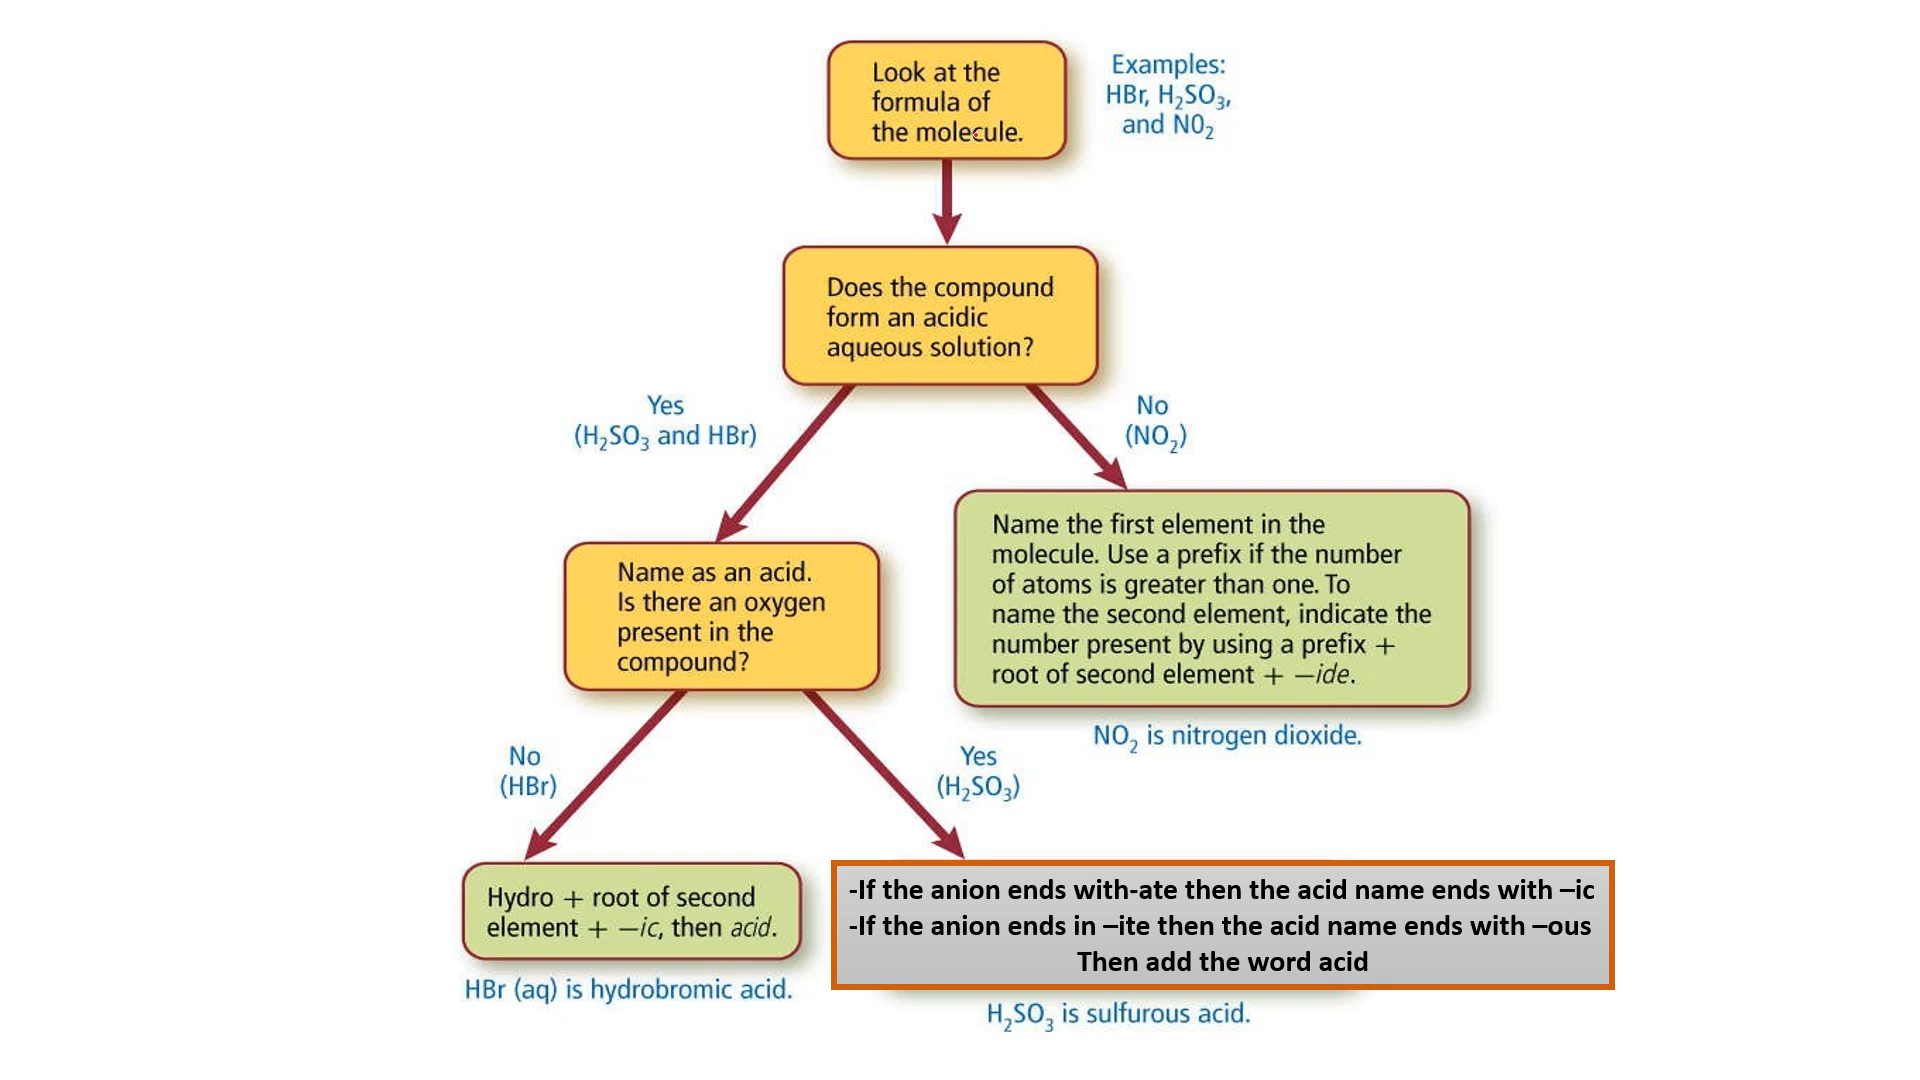 Look at the
formula of
the molecule.
Examples:
HBr, H₂SO₃,
and N0₂
Does the compound
form an acidic
aqueous solution?
Yes
(H₂SO₃ and HBr)
No
(NO₂)
Name as an acid.
Is there an oxygen
present in the
compound?
Name the first element in the
molecule. Use a prefix if the number
of atoms is greater than one. To
name the second element, indicate the
number present by using a prefix +
root of second element + –ide.
NO₂ is nitrogen dioxide.
No
(HBr)
Yes
(H₂SO₃)
Hydro + root of second
element + –ic, then acid.
HBr (aq) is hydrobromic acid.
-If the anion ends with-ate then the acid name ends with –ic
-If the anion ends in –ite then the acid name ends with –ous
Then add the word acid
H₂SO₃ is sulfurous acid.